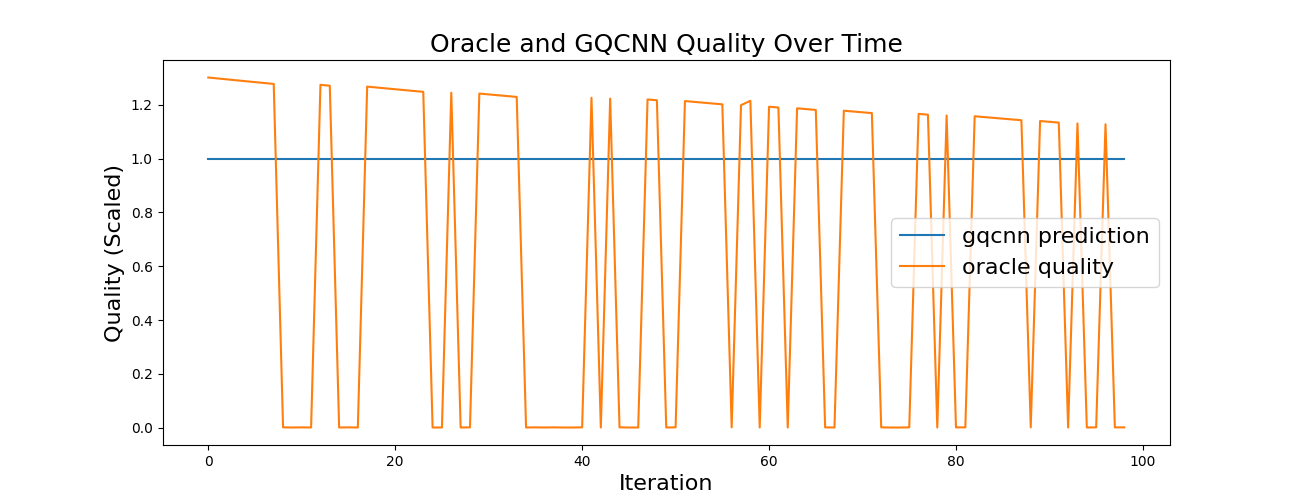 Oracle and GQCNN Quality Over Time
Quality (Scaled)
1.2
1.0
0.8
0.6
0.4
0.2
0.0
gqcnn prediction
oracle quality
0 20 40 60 80 100
Iteration